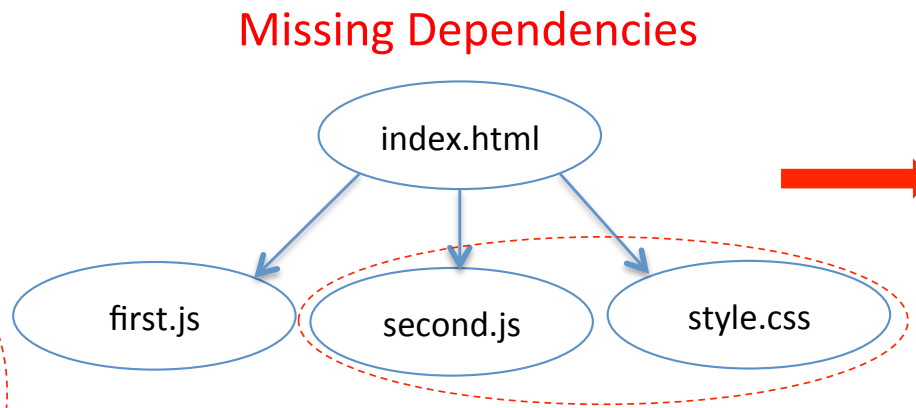 Missing Dependencies
index.html
first.js
second.js
style.css